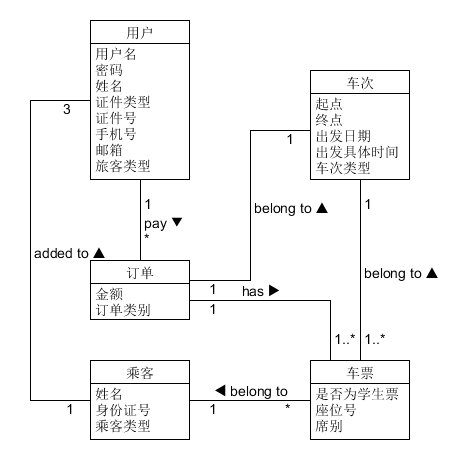 用户
用户名
密码
姓名
证件类型
证件号
手机号
邮箱
旅客类型
车次
起点
终点
出发日期
出发具体时间
车次类型
3
1
1
pay ▼
*
belong to ▲
1
added to ▲
belong to ▲
订单
金额
订单类别
1
has ▶
1
1..*
1..*
乘客
姓名
身份证号
乘客类型
车票
是否为学生票
座位号
席别
◀ belong to
1
1
*